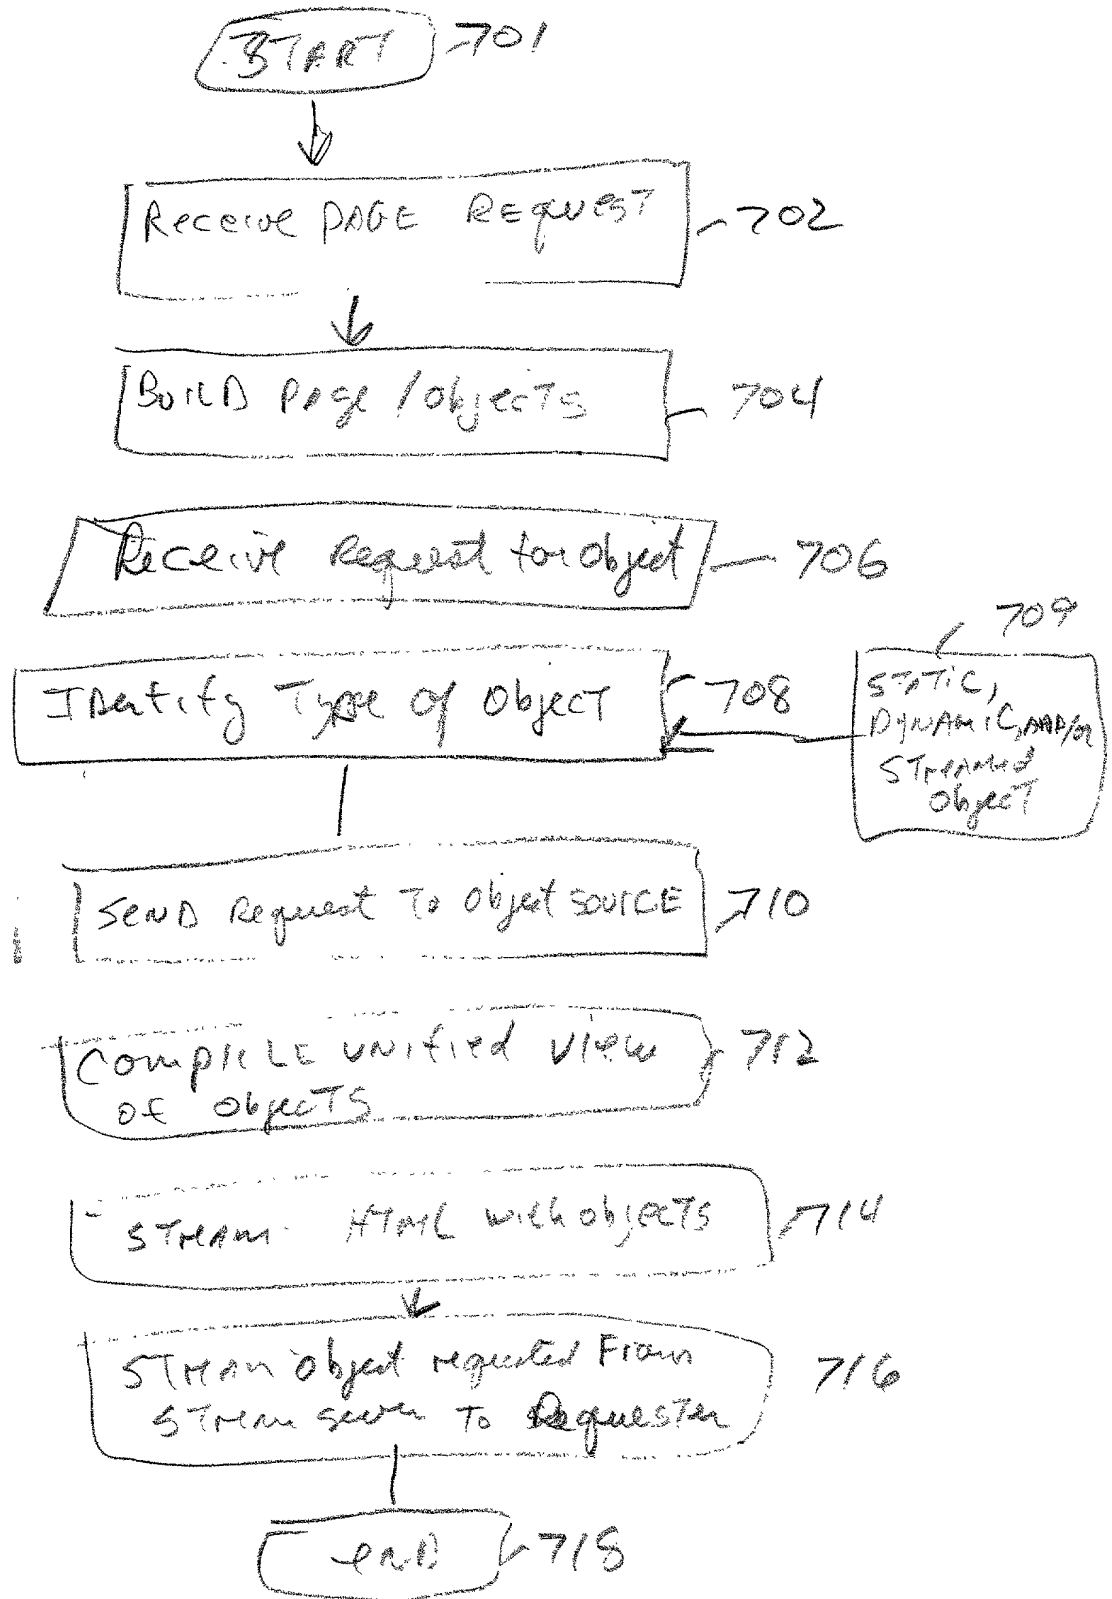 START 701
Receive PAGE REQUEST 702
BUILD PAGE / Objects 704
Receive Request for Object 706
709
IDentify Type of Object 708
STATIC,
DYNAMIC, AND/OR
STREAMED
Object
SEND Request To Object SOURCE 710
COMPILE UNified View 712
OF Objects
STREAM HTML with objects 714
STREAM Object requested From 716
STREAM Server To Requester
END 718